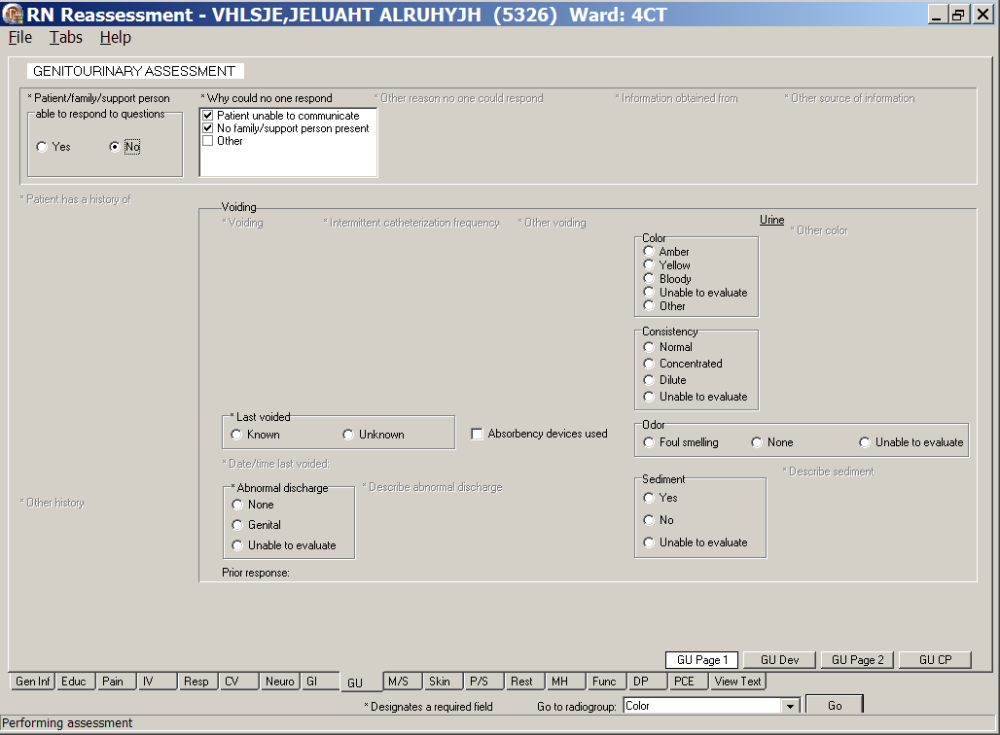 RN Reassessment - VHLSJE,JELUAHT ALRUHYJH (5326) Ward: 4CT
File Tabs Help
GENITOURINARY ASSESSMENT
* Patient/family/support person
able to respond to questions
Yes No
* Why could no one respond
Patient unable to communicate
No family/support person present
Other
* Other reason no one could respond
* Information obtained from
* Other source of information
* Patient has a history of
* Other history
Voiding
* Voiding
* Intermittent catheterization frequency
* Other voiding
Urine
* Other color
Color
Amber
Yellow
Bloody
Unable to evaluate
Other
Consistency
Normal
Concentrated
Dilute
Unable to evaluate
* Last voided
Known Unknown
Absorbency devices used
Odor
Foul smelling None Unable to evaluate
* Date/time last voided:
* Abnormal discharge
None
Genital
Unable to evaluate
* Describe abnormal discharge
Sediment
Yes
No
Unable to evaluate
* Describe sediment
Prior response:
GU Page 1 GU Dev GU Page 2 GU CP
Gen Inf Educ Pain IV Resp CV Neuro GI GU M/S Skin P/S Rest MH Func DP PCE View Text
* Designates a required field
Go to radiogroup: Color Go
Performing assessment